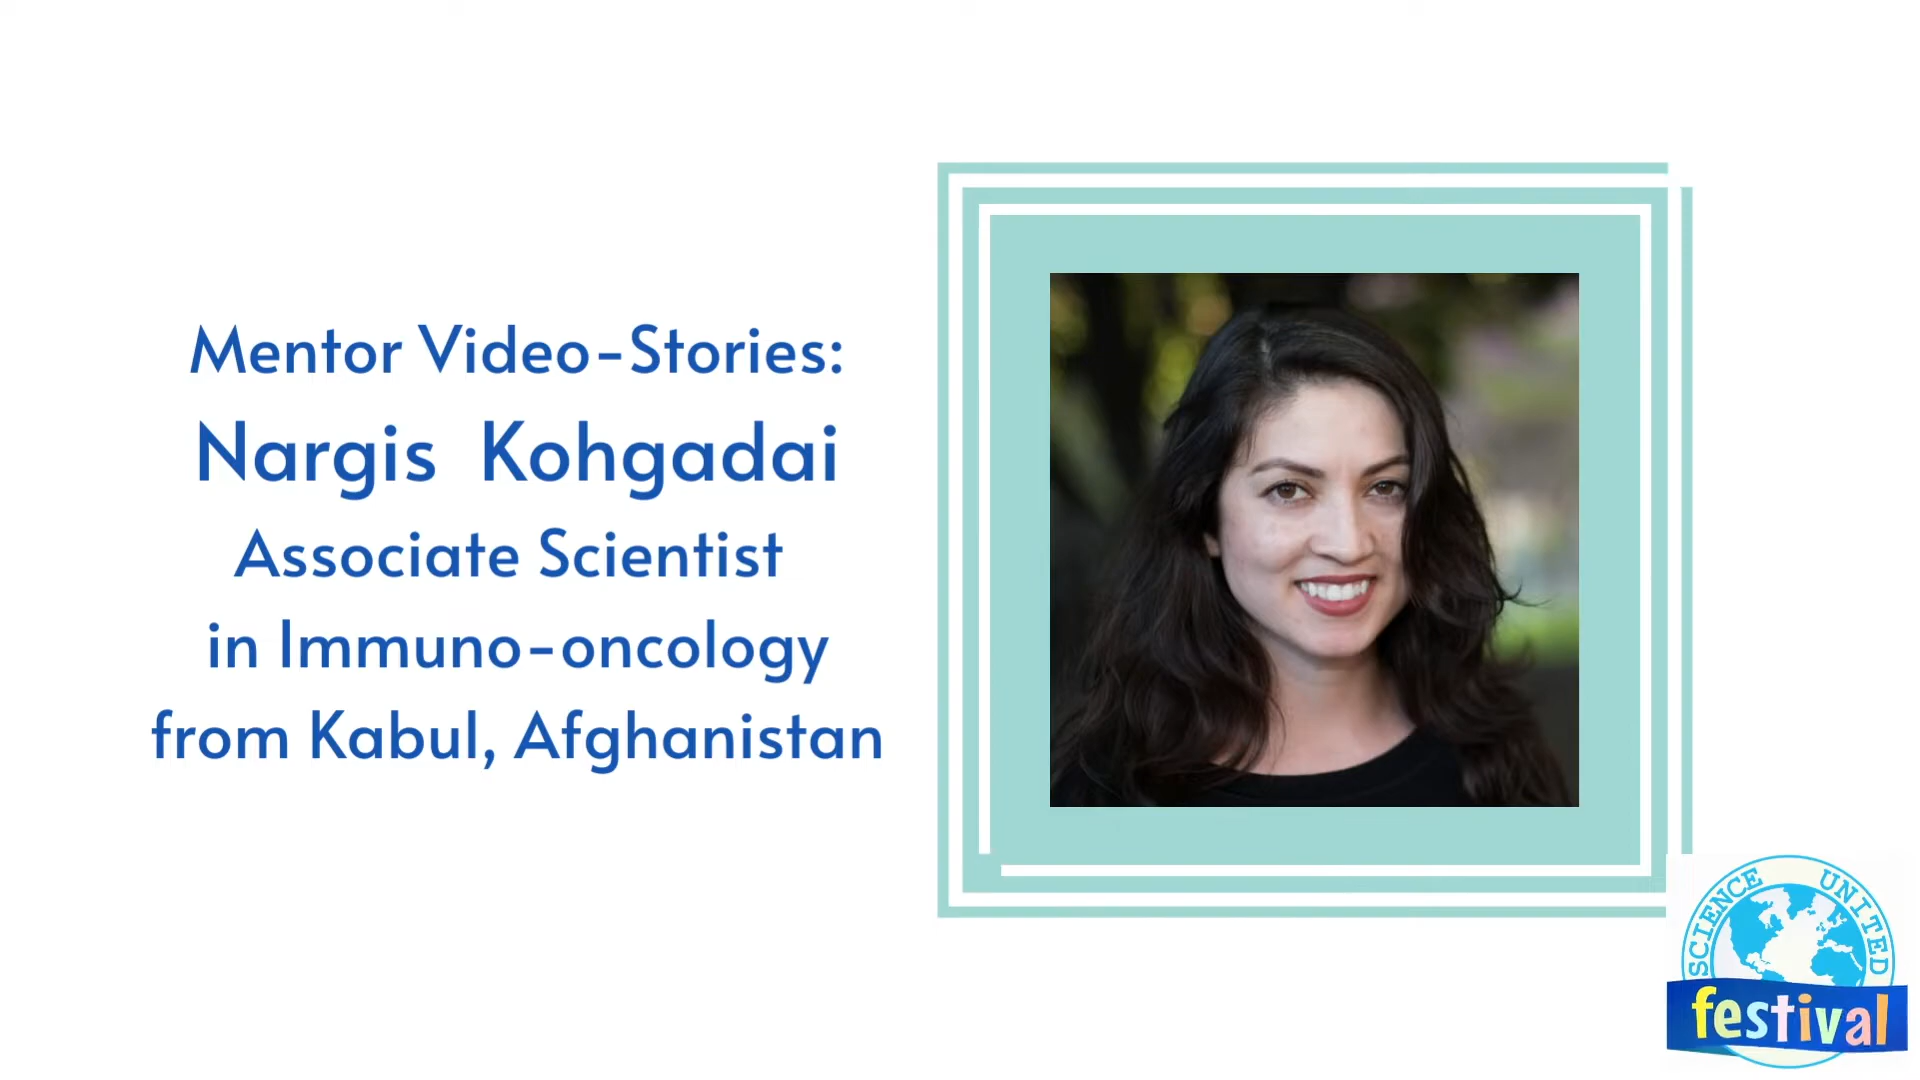 Mentor Video-Stories:
Nargis Kohgadai
Associate Scientist
in Immuno-oncology
from Kabul, Afghanistan
SCIENCE UNITED
festival